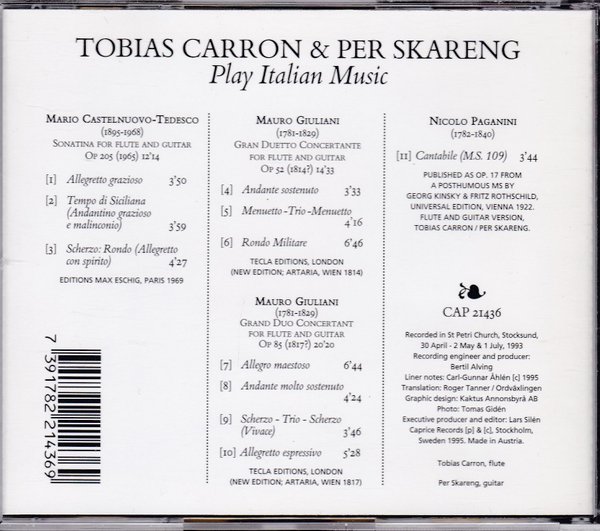 TOBIAS CARRON & PER SKARENG
Play Italian Music
MARIO CASTELNUOVO-TEDESCO
(1895-1968)
SONATINA FOR FLUTE AND GUITAR
OP 205 (1965) 12'14
[1] Allegretto grazioso 3'50
[2] Tempo di Siciliana
(Andantino grazioso
e malinconio) 3'59
[3] Scherzo: Rondo (Allegretto
con spirito) 4'27
EDITIONS MAX ESCHIG, PARIS 1969
MAURO GIULIANI
(1781-1829)
GRAN DUETTO CONCERTANTE
FOR FLUTE AND GUITAR
OP 52 (1814?) 14'33
[4] Andante sostenuto 3'33
[5] Menuetto - Trio - Menuetto
4'16
[6] Rondo Militare 6'46
TECLA EDITIONS, LONDON
(NEW EDITION; ARTARIA, WIEN 1814)
MAURO GIULIANI
(1781-1829)
GRAND DUO CONCERTANT
FOR FLUTE AND GUITAR
OP 85 (1817?) 20'20
[7] Allegro maestoso 6'44
[8] Andante molto sostenuto
4'24
[9] Scherzo - Trio - Scherzo
(Vivace) 3'46
[10] Allegretto espressivo 5'28
TECLA EDITIONS, LONDON
(NEW EDITION; ARTARIA, WIEN 1817)
NICOLO PAGANINI
(1782-1840)
[11] Cantabile (M.S. 109) 3'44
PUBLISHED AS OP. 17 FROM
A POSTHUMOUS MS BY
GEORG KINSKY & FRITZ ROTHSCHILD,
UNIVERSAL EDITION, VIENNA 1922.
FLUTE AND GUITAR VERSION,
TOBIAS CARRON / PER SKARENG.
CAP 21436
Recorded in St Petri Church, Stocksund,
30 April - 2 May & 1 July, 1993
Recording engineer and producer:
Bertil Alving
Liner notes: Carl-Gunnar Åhlén [c] 1995
Translation: Roger Tanner / Ordväxlingen
Graphic design: Kaktus Annonsbyrå AB
Photo: Tomas Gidén
Executive producer and editor: Lars Silén
Caprice Records [p] & [c], Stockholm,
Sweden 1995. Made in Austria.
Tobias Carron, flute
Per Skareng, guitar
7 391782 214369